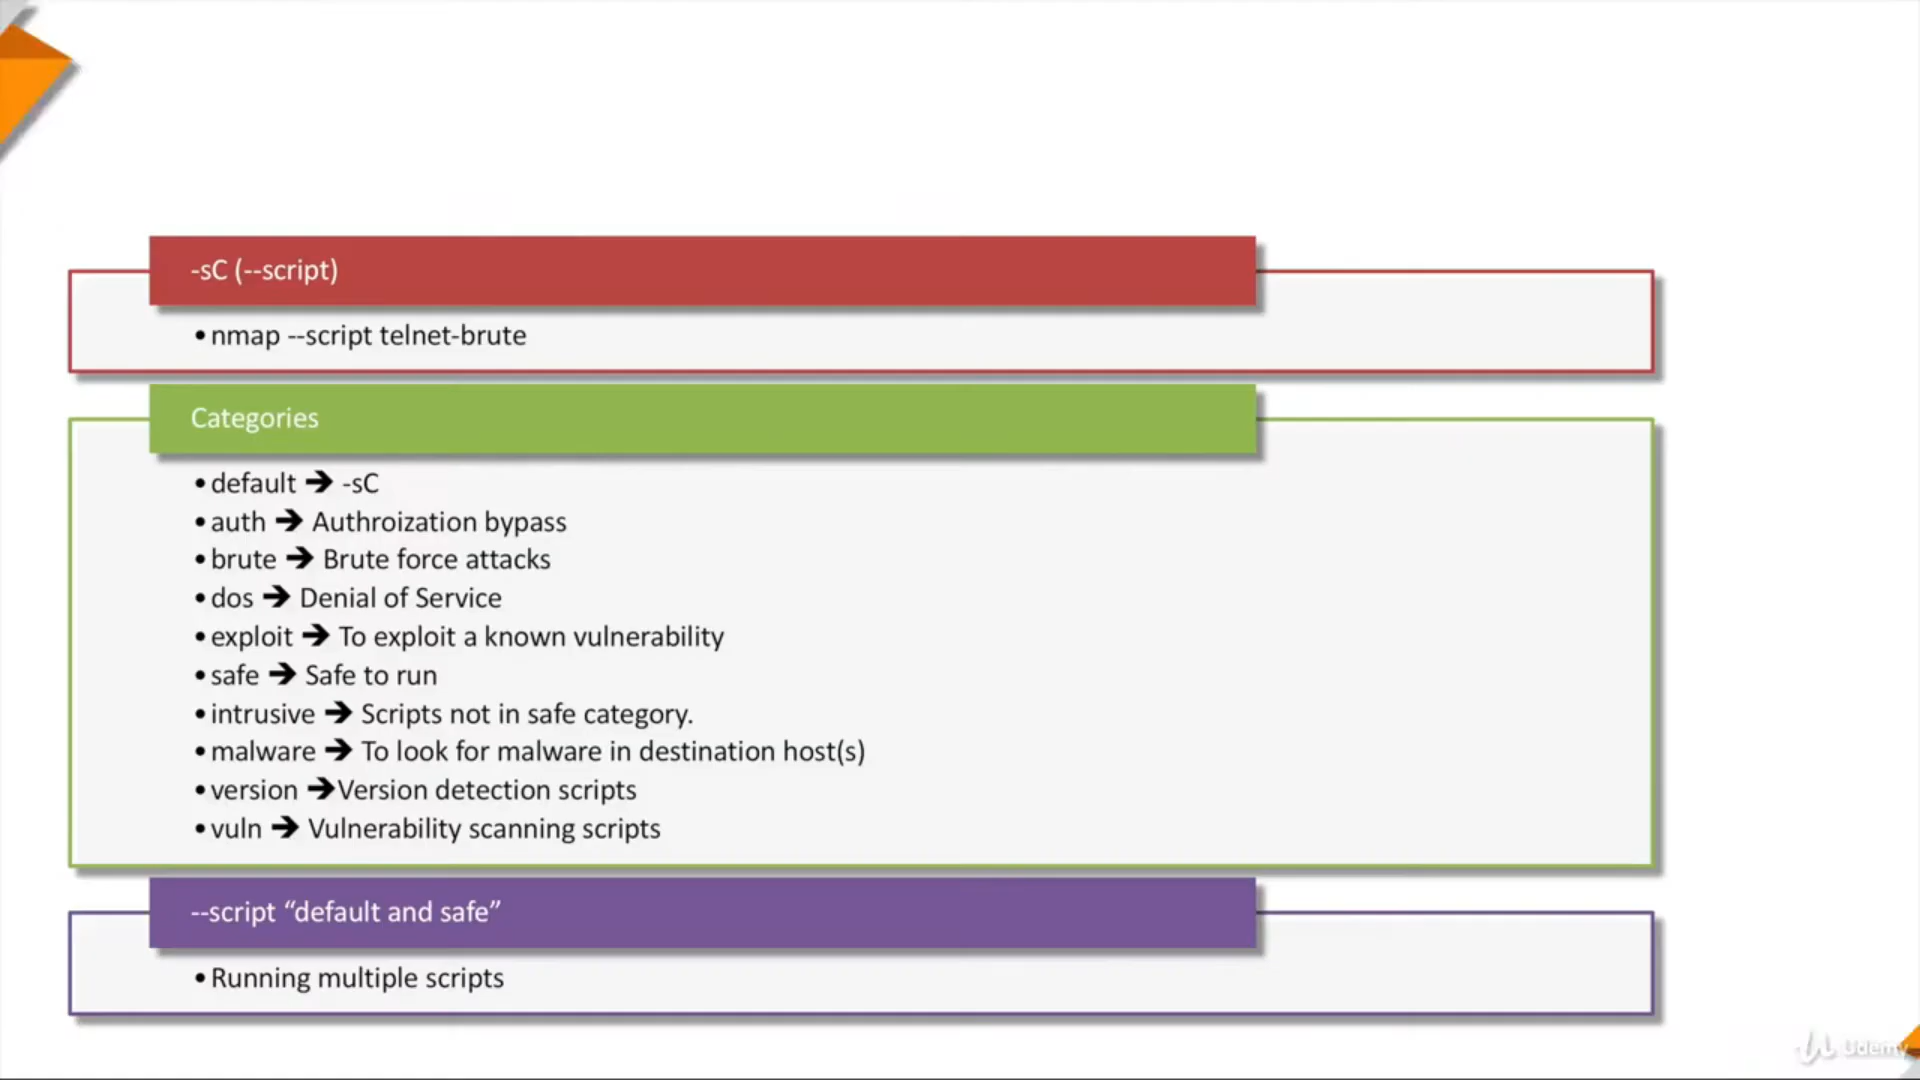 -sC (--script)
•nmap --script telnet-brute
Categories
•default ➔ -sC
•auth ➔ Authroization bypass
•brute ➔ Brute force attacks
•dos ➔ Denial of Service
•exploit ➔ To exploit a known vulnerability
•safe ➔ Safe to run
•intrusive ➔ Scripts not in safe category.
•malware ➔ To look for malware in destination host(s)
•version ➔Version detection scripts
•vuln ➔ Vulnerability scanning scripts
--script “default and safe”
•Running multiple scripts
Udemy